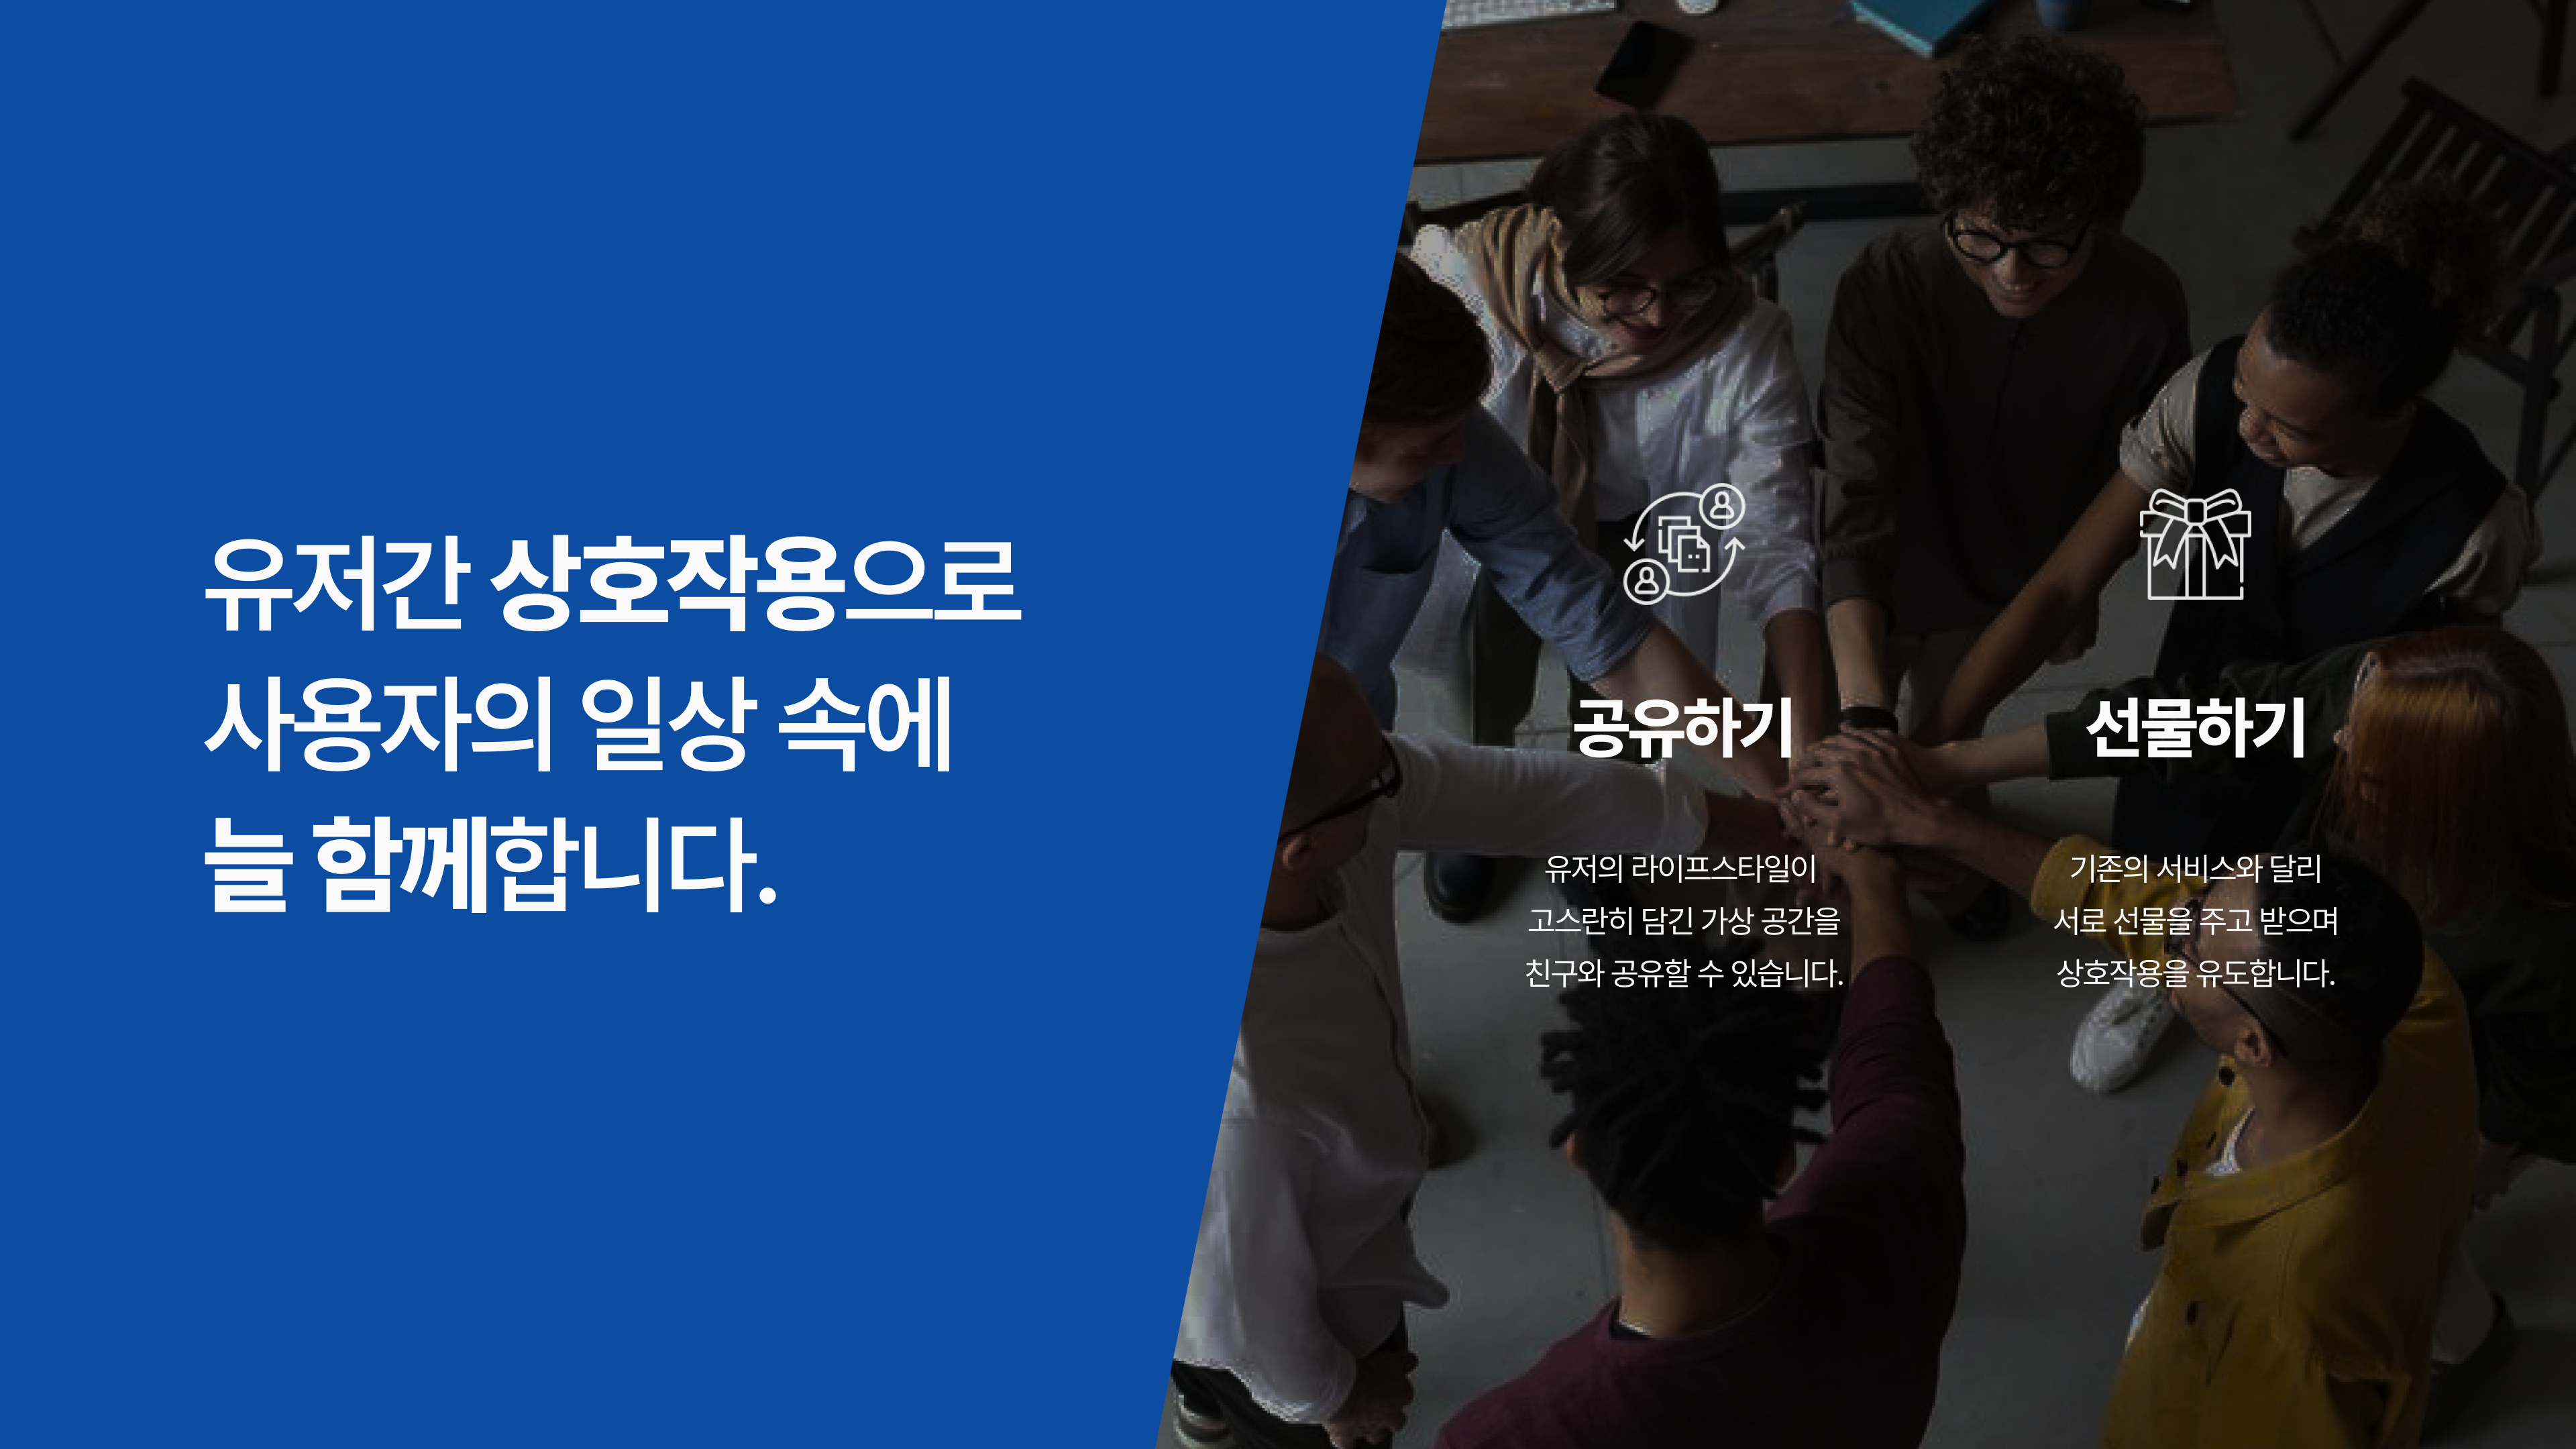 유저간 상호작용으로
사용자의 일상 속에
늘 함께합니다.
공유하기
유저의 라이프스타일이
고스란히 담긴 가상 공간을
친구와 공유할 수 있습니다.
선물하기
기존의 서비스와 달리
서로 선물을 주고 받으며
상호작용을 유도합니다.